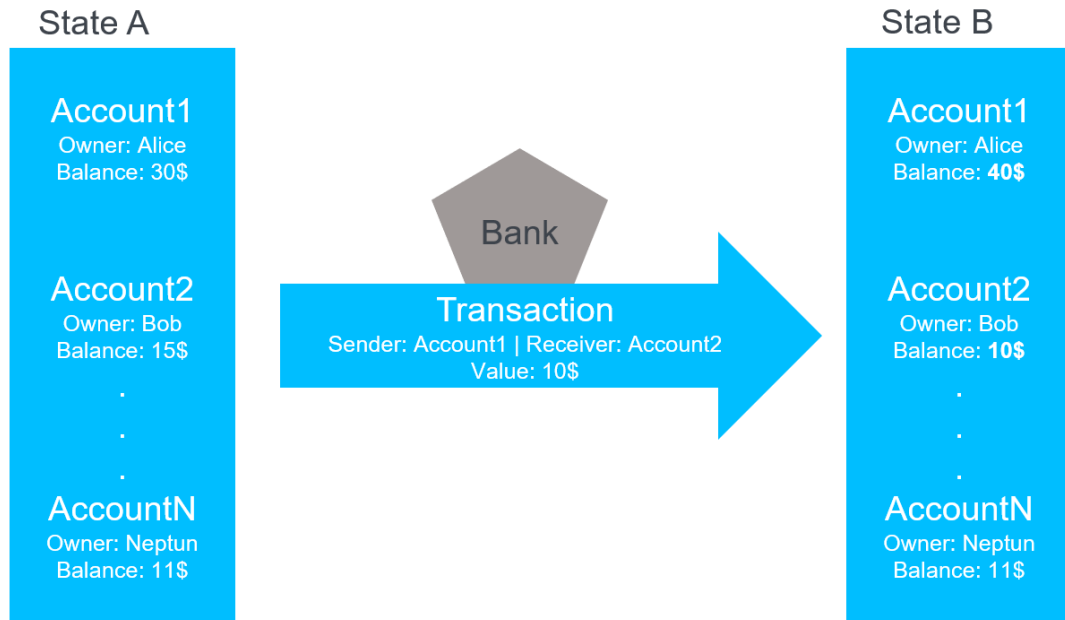 State A
Account1
Owner: Alice
Balance: 30$
Account2
Owner: Bob
Balance: 15$
.
.
.
AccountN
Owner: Neptun
Balance: 11$
Bank
Transaction
Sender: Account1 | Receiver: Account2
Value: 10$
State B
Account1
Owner: Alice
Balance: 40$
Account2
Owner: Bob
Balance: 10$
.
.
.
AccountN
Owner: Neptun
Balance: 11$